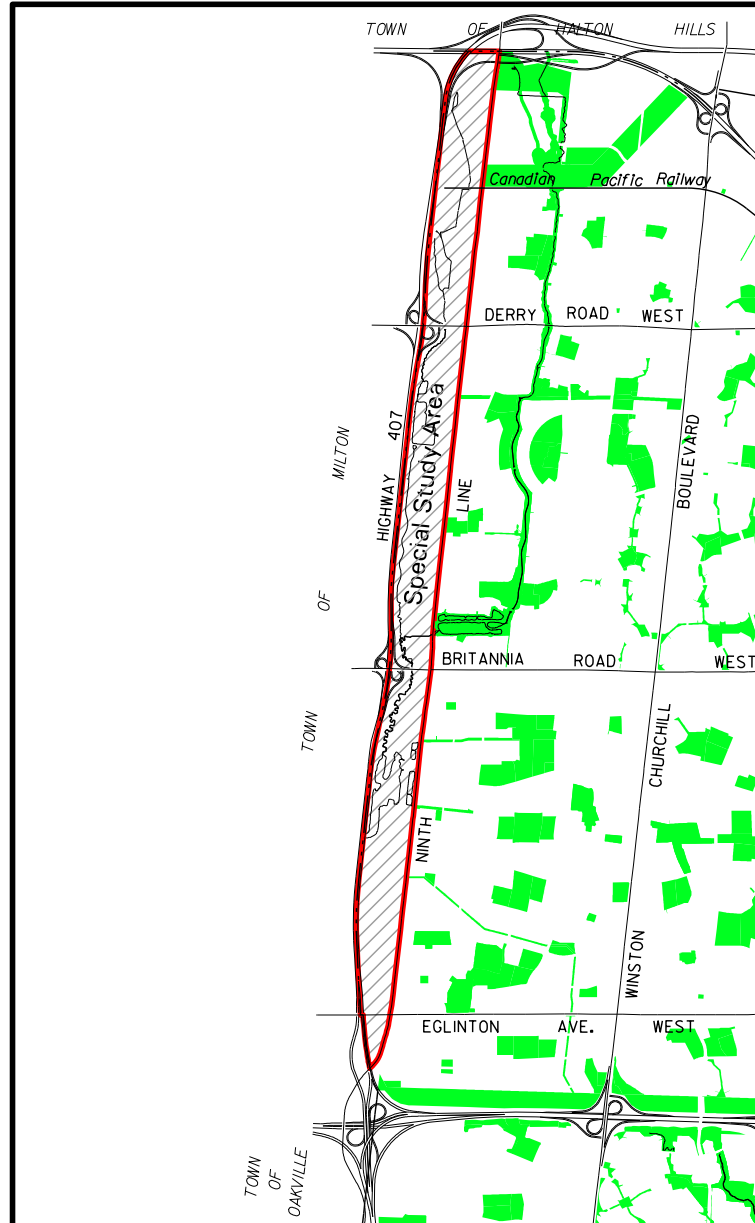 TOWN OF HALTON HILLS
Canadian Pacific Railway
DERRY ROAD WEST
HIGHWAY 407
Special Study Area
NINTH LINE
WINSTON CHURCHILL BOULEVARD
TOWN OF MILTON
BRITANNIA ROAD WEST
EGLINTON AVE. WEST
TOWN
OF
OAKVILLE